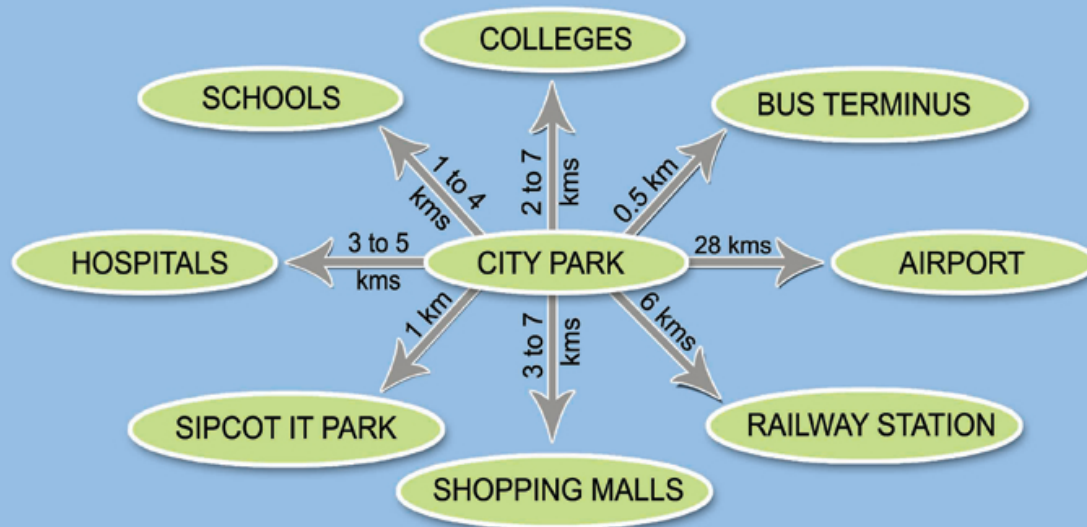 COLLEGES
SCHOOLS
BUS TERMINUS
1 to 4
kms
2 to 7
kms
0.5 km
HOSPITALS
3 to 5
kms
CITY PARK
28 kms
AIRPORT
1 km
3 to 7
kms
6 kms
SIPCOT IT PARK
RAILWAY STATION
SHOPPING MALLS